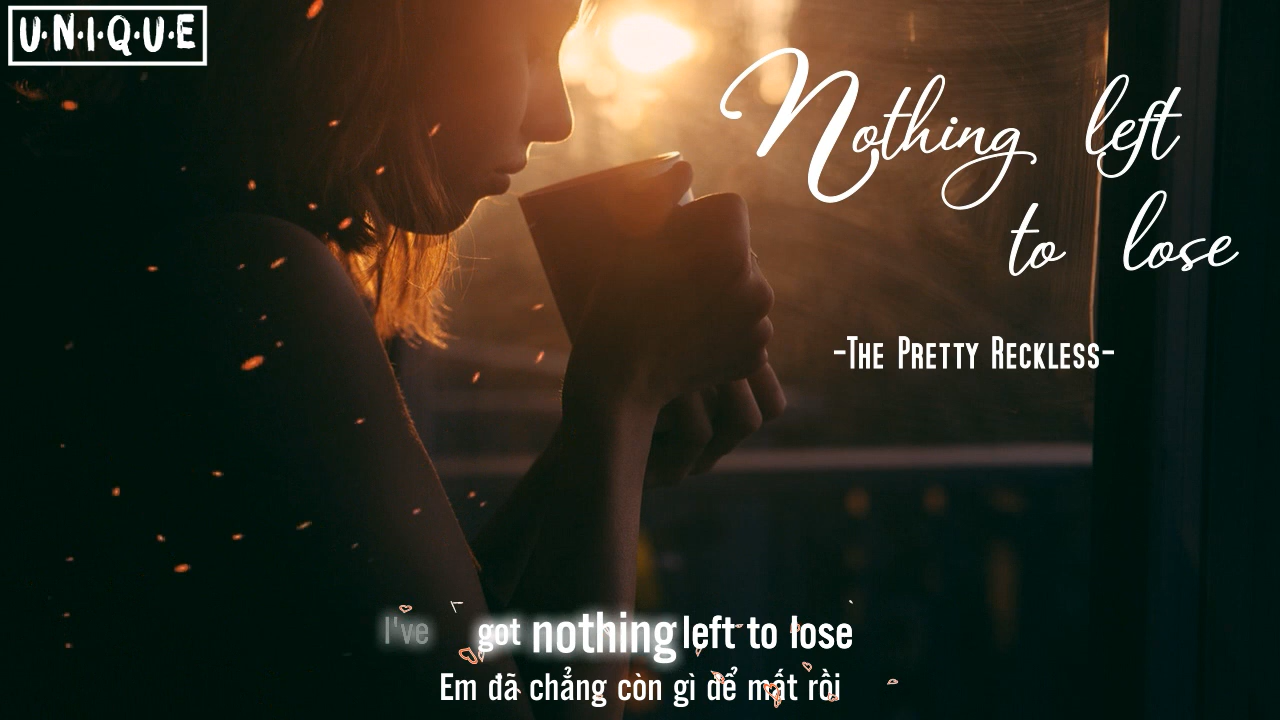 U·N·I·Q·U·E
Nothing left
to lose
-The Pretty Reckless-
I've got nothing left to lose
Em đã chẳng còn gì để mất rồi